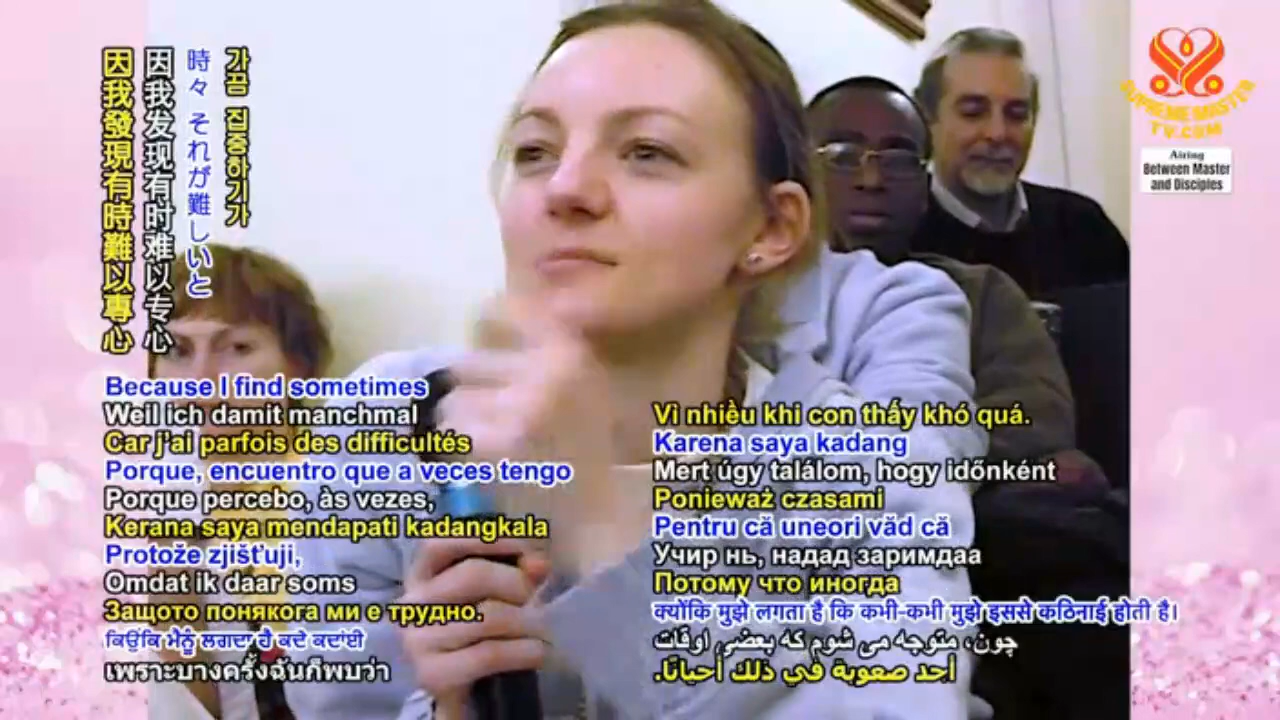 因我發現有時難以專心
因我发现有时难以专心
時々 それが難しいと
가끔 집중하기가
SUPREME MASTER
TV.COM
Airing
Between Master
and Disciples
Because I find sometimes
Weil ich damit manchmal
Car j'ai parfois des difficultés
Porque, encuentro que a veces tengo
Porque percebo, às vezes,
Kerana saya mendapati kadangkala
Protože zjišťuji,
Omdat ik daar soms
Защото понякога ми е трудно.
ਕਿਉਂਕਿ ਮੈਨੂੰ ਲਗਦਾ ਹੈ ਕਦੇ ਕਦਾਂਈ
เพราะบางครั้งฉันก็พบว่า
Vì nhiều khi con thấy khó quá.
Karena saya kadang
Mert úgy találom, hogy időnként
Ponieważ czasami
Pentru că uneori văd că
Учир нь, надад заримдаа
Потому что иногда
क्योंकि मुझे लगता है कि कभी-कभी मुझे इससे कठिनाई होती है।
چون، متوجه می شوم که بعضی اوقات
أجد صعوبة في ذلك أحيانًا.